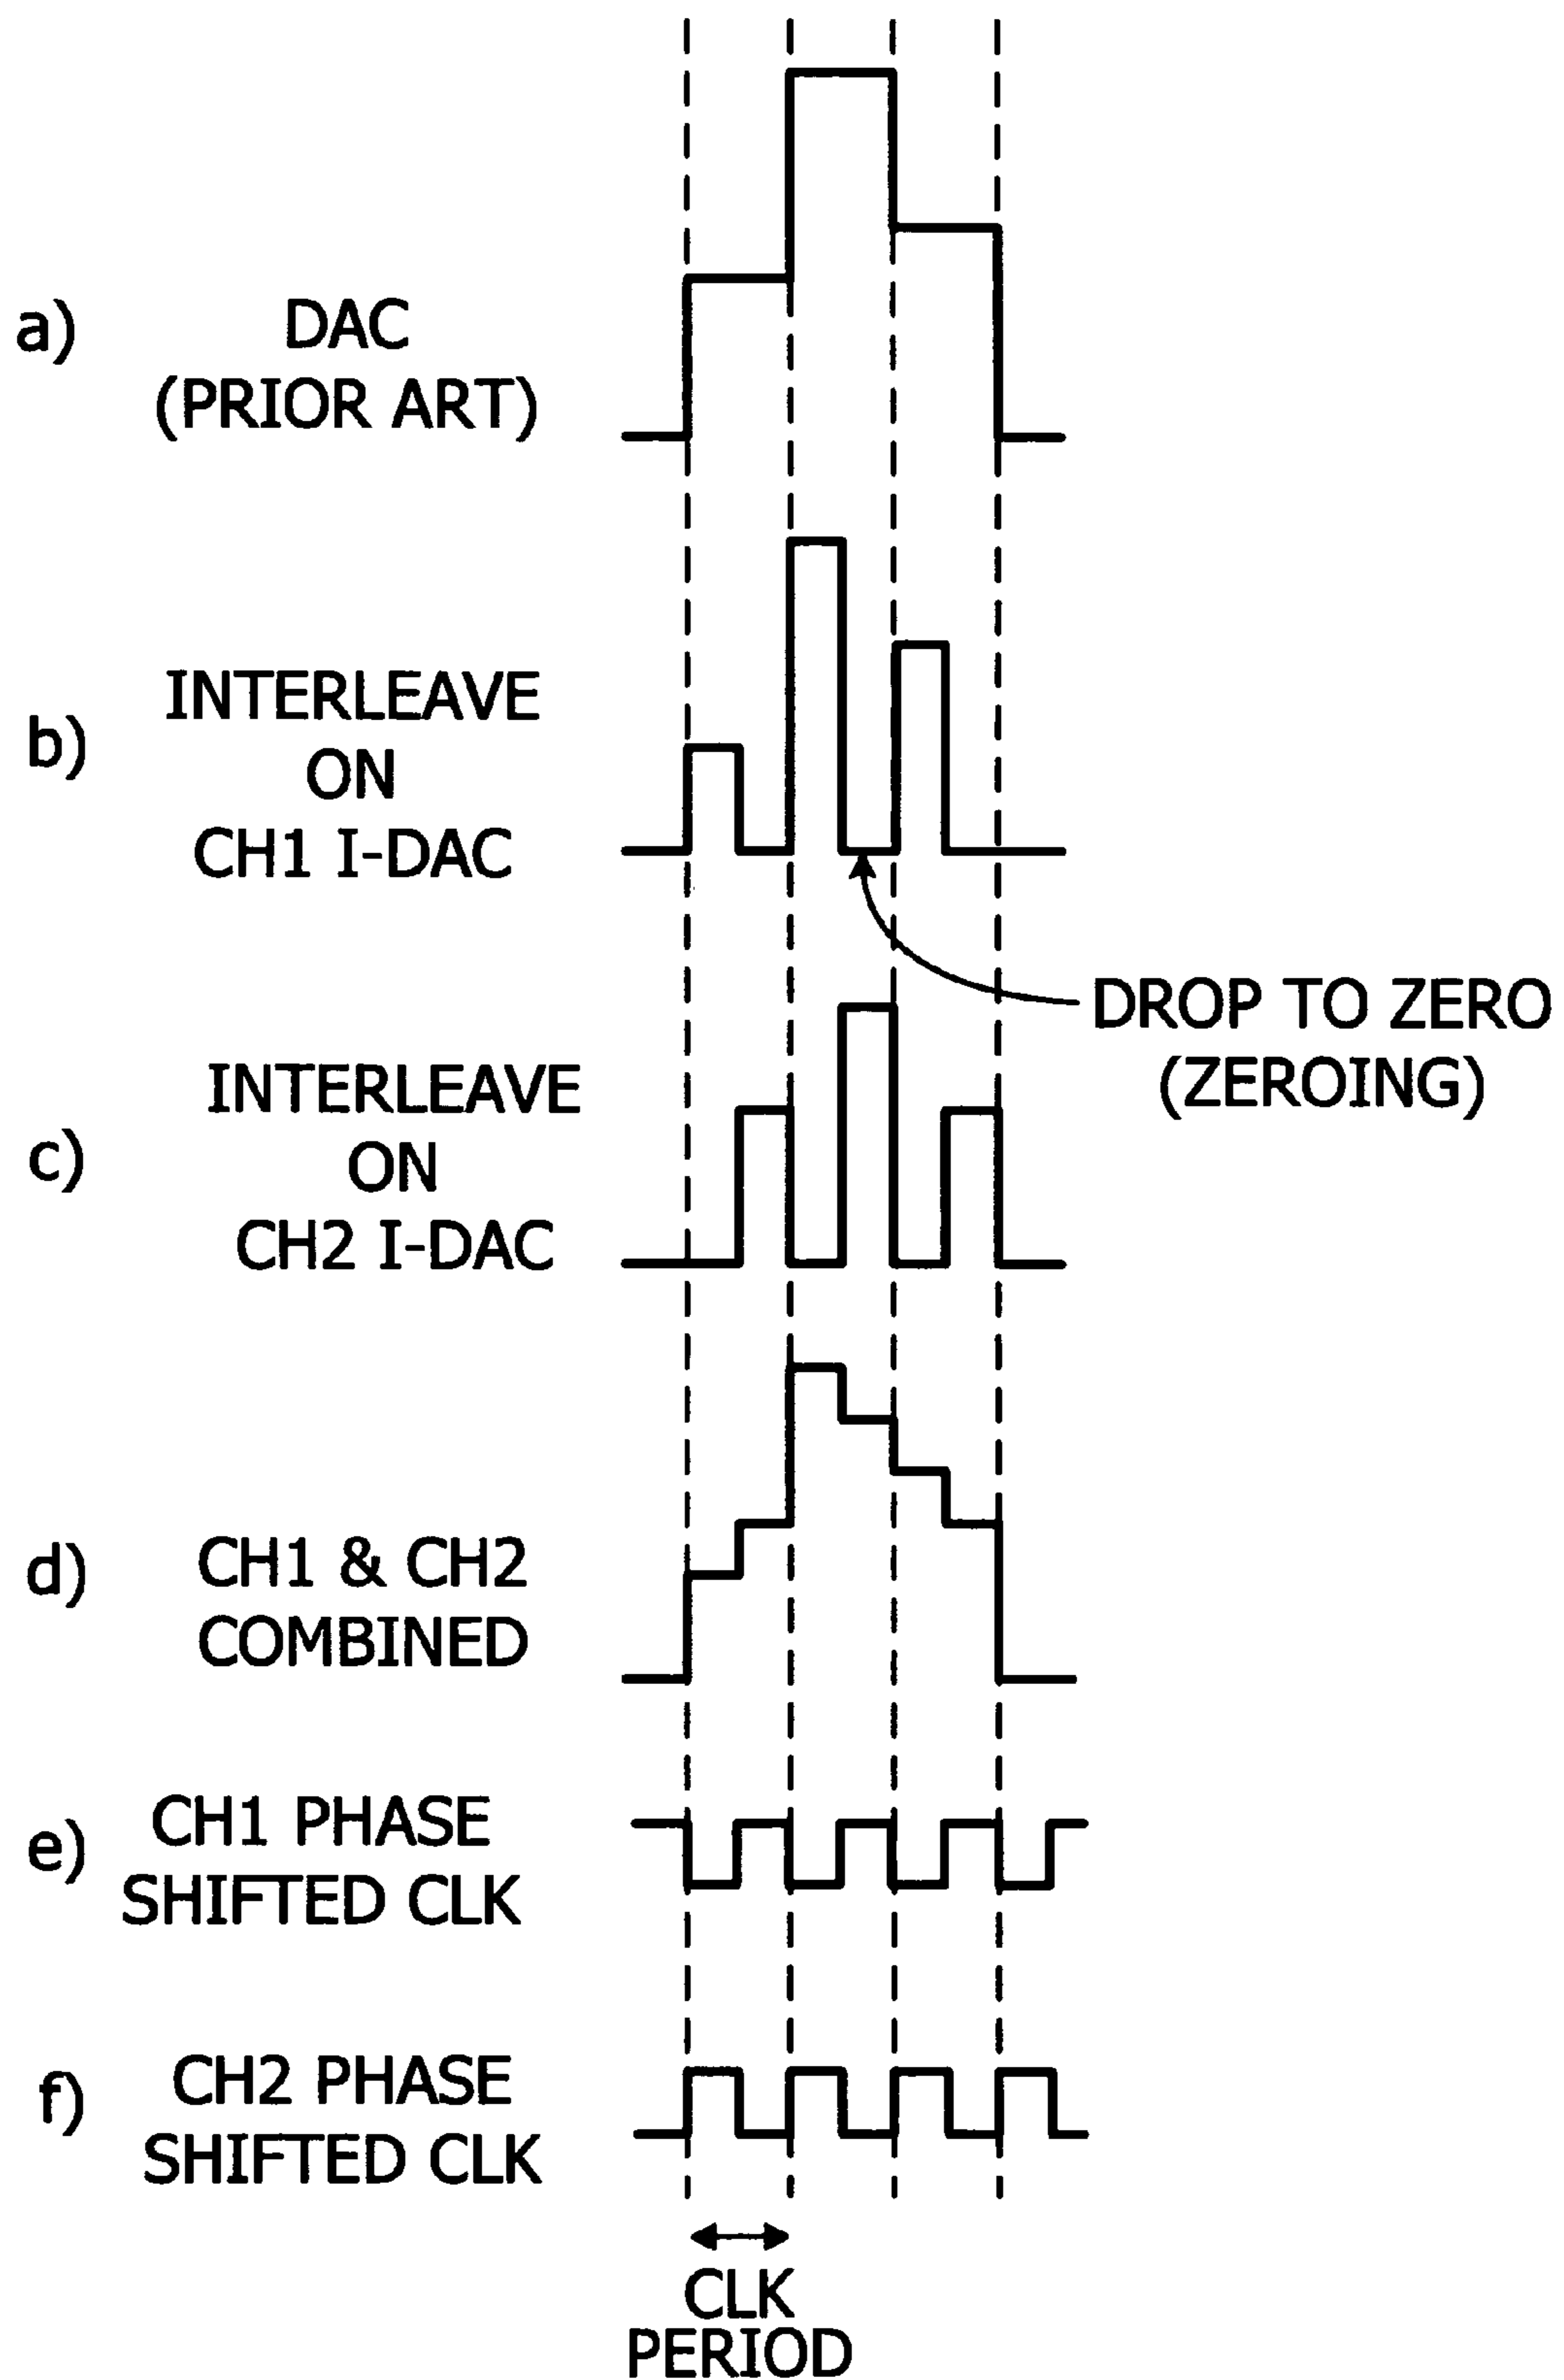 a)
DAC
(PRIOR ART)
b)
INTERLEAVE
ON
CH1 I-DAC
DROP TO ZERO
(ZEROING)
c)
INTERLEAVE
ON
CH2 I-DAC
d)
CH1 & CH2
COMBINED
e)
CH1 PHASE
SHIFTED CLK
f)
CH2 PHASE
SHIFTED CLK
CLK
PERIOD